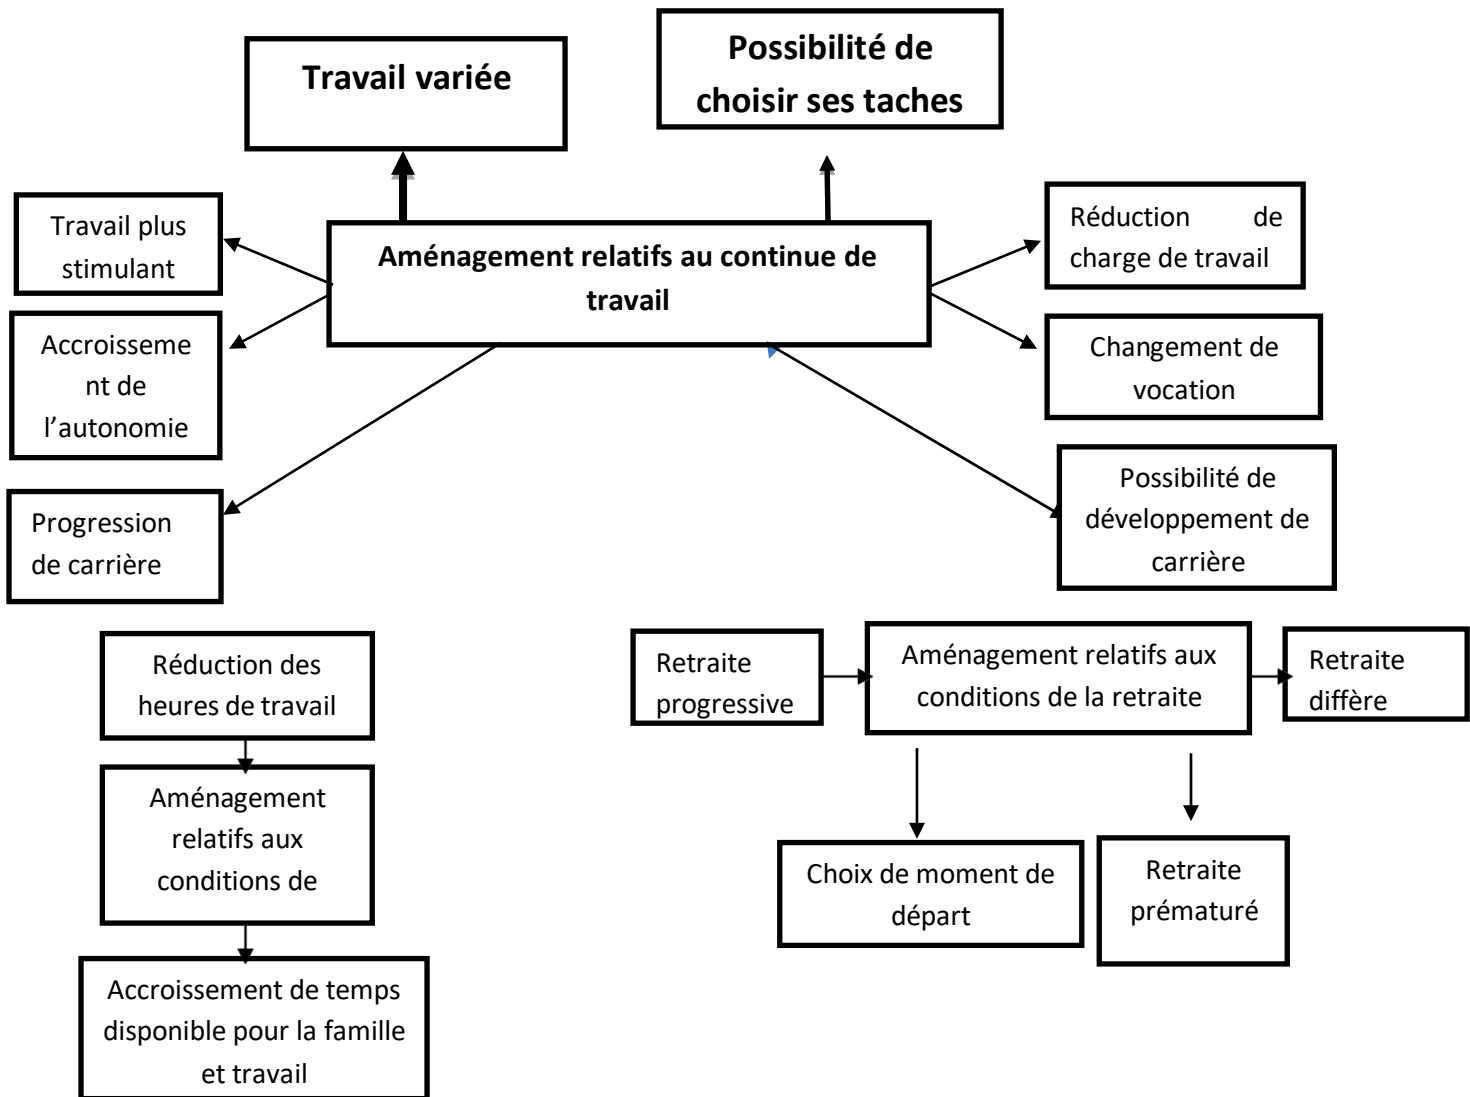 Travail variée
Possibilité de
choisir ses taches
Travail plus
stimulant
Aménagement relatifs au continue de
travail
Réduction de
charge de travail
Accroisseme
nt de
l’autonomie
Changement de
vocation
Progression
de carrière
Possibilité de
développement de
carrière
Réduction des
heures de travail
Aménagement
relatifs aux
conditions de
Accroissement de temps
disponible pour la famille
et travail
Retraite
progressive
Aménagement relatifs aux
conditions de la retraite
Retraite
diffère
Choix de moment de
départ
Retraite
prématuré